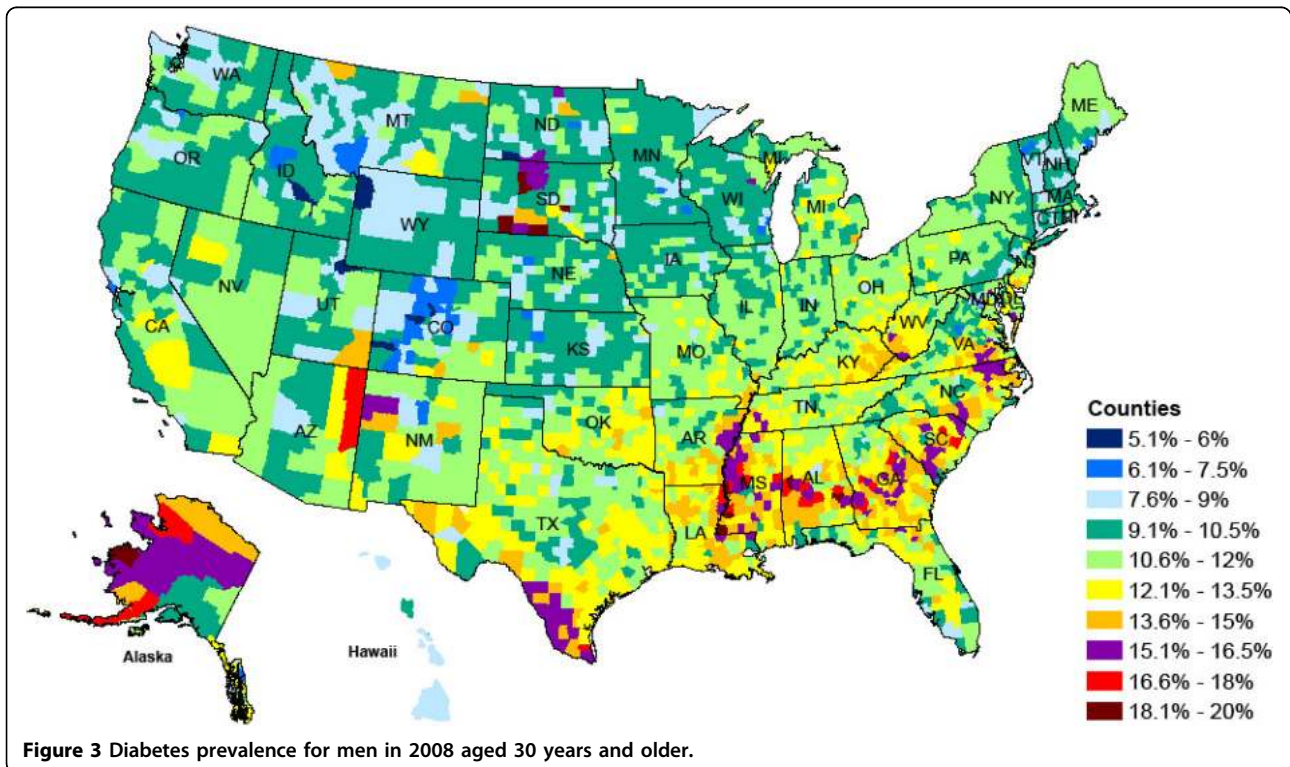 ME
WA
MT
ND
MN
OR
ID
VT
NH
MI
WI
SD
NY
MA
WY
MI
CT
RI
IA
PA
NE
NJ
NV
OH
UT
IL
IN
MD
DE
CO
WV
CA
KS
MO
VA
KY
NC
TN
OK
AZ
NM
AR
SC
MS
AL
GA
TX
LA
FL
Counties
5.1% - 6%
6.1% - 7.5%
7.6% - 9%
9.1% - 10.5%
10.6% - 12%
12.1% - 13.5%
13.6% - 15%
15.1% - 16.5%
16.6% - 18%
18.1% - 20%
Alaska
Hawaii
Figure 3 Diabetes prevalence for men in 2008 aged 30 years and older.